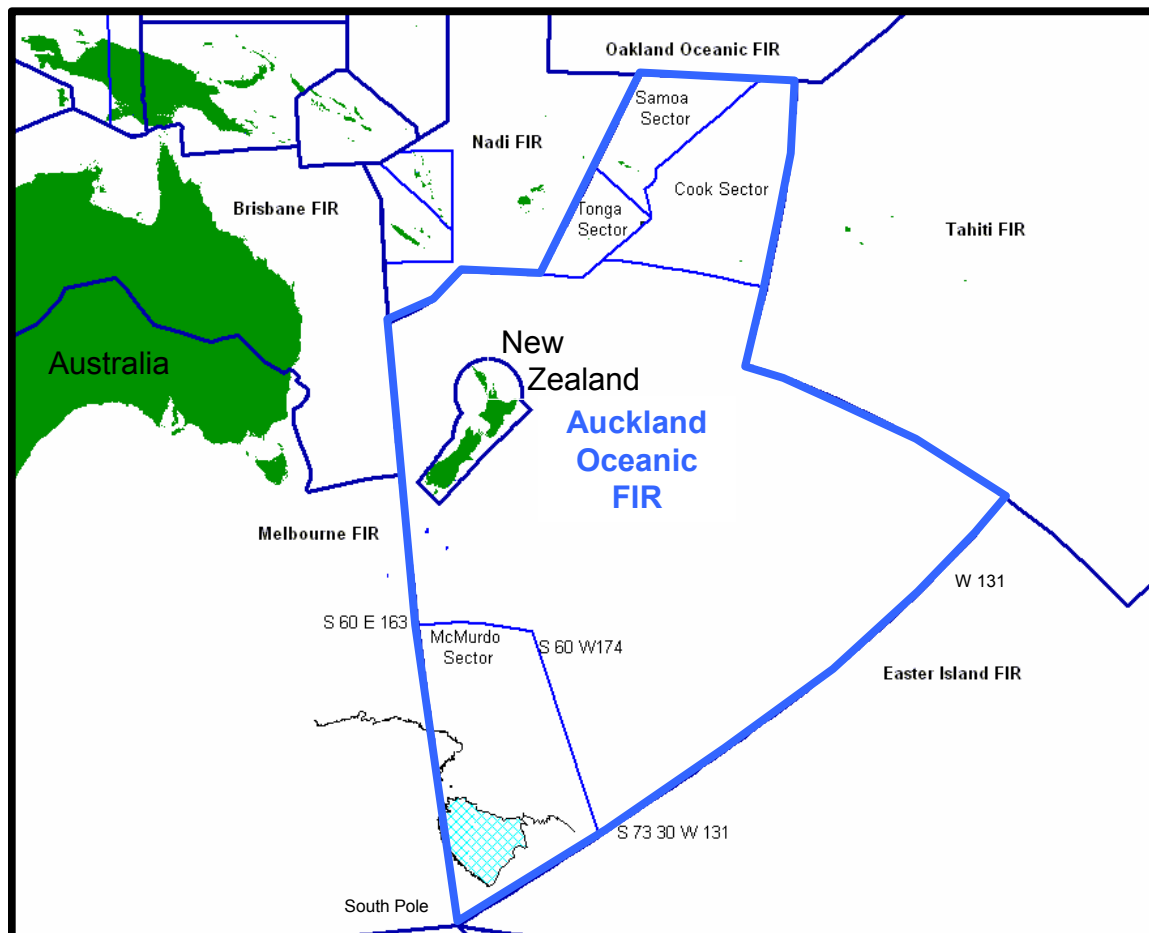 Oakland Oceanic FIR
Samoa
Sector
Nadi FIR
Cook Sector
Brisbane FIR
Tonga
Sector
Tahiti FIR
New
Zealand
Australia
Auckland
Oceanic
FIR
Melbourne FIR
W 131
S 60 E 163
McMurdo
Sector
S 60 W174
Easter Island FIR
S 73 30 W 131
South Pole